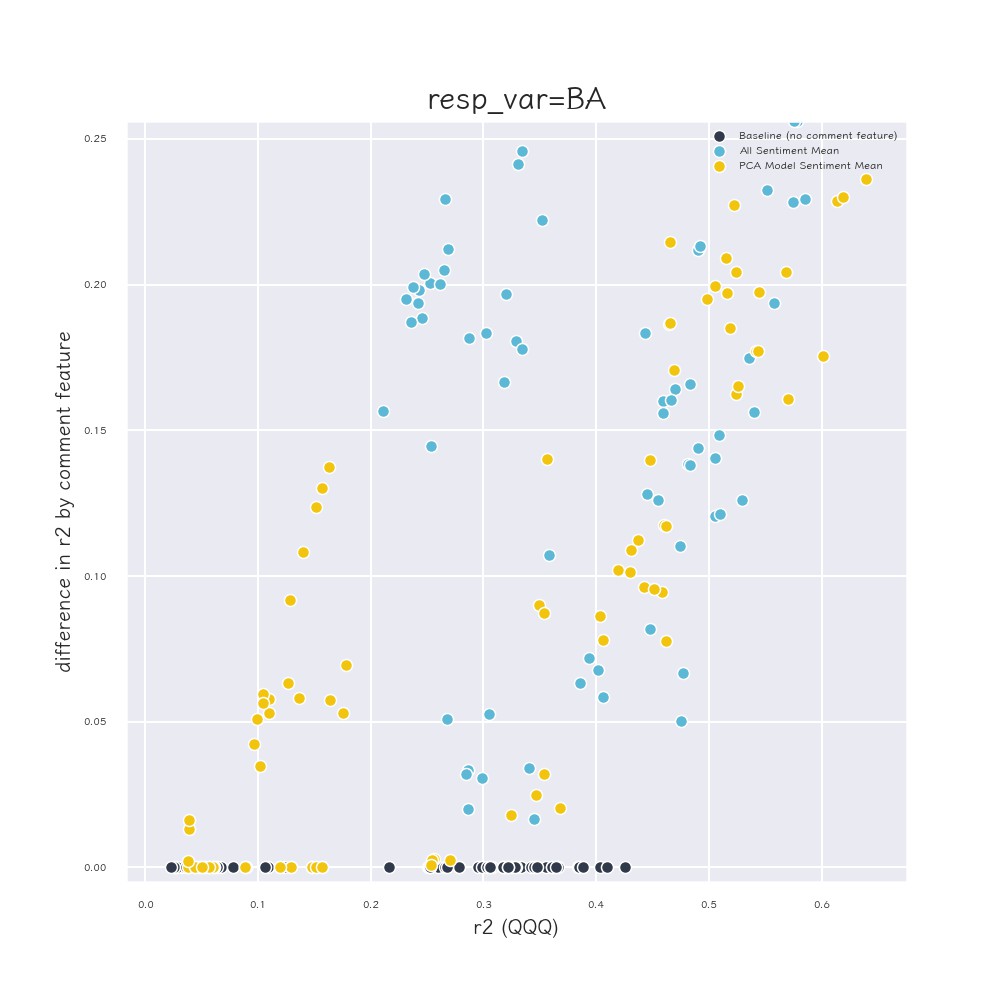 resp_var=BA
Baseline (no comment feature)
All Sentiment Mean
PCA Model Sentiment Mean
difference in r2 by comment feature
0.25
0.20
0.15
0.10
0.05
0.00
0.0 0.1 0.2 0.3 0.4 0.5 0.6
r2 (QQQ)